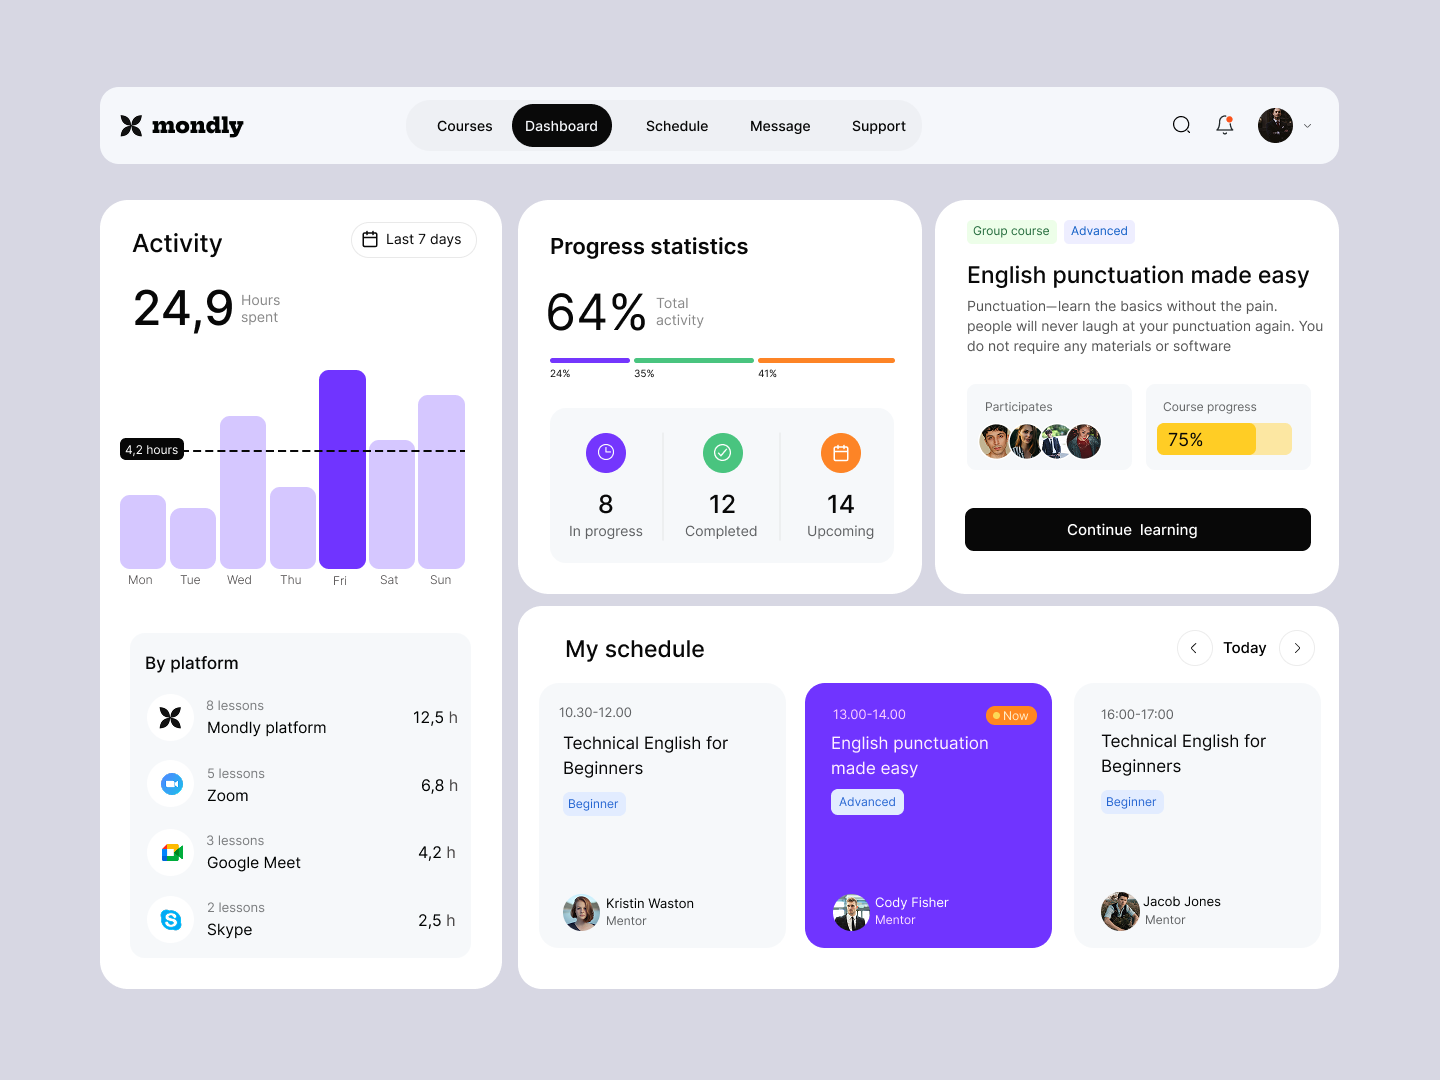 mondly
Courses
Dashboard
Schedule
Message
Support
Activity
Last 7 days
24,9
Hours
spent
4,2 hours
Mon
Tue
Wed
Thu
Fri
Sat
Sun
By platform
8 lessons
Mondly platform
12,5 h
5 lessons
Zoom
6,8 h
3 lessons
Google Meet
4,2 h
S
2 lessons
Skype
2,5 h
Progress statistics
64%
Total
activity
24%
35%
41%
8
In progress
12
Completed
14
Upcoming
Group course
Advanced
English punctuation made easy
Punctuation—learn the basics without the pain.
people will never laugh at your punctuation again. You
do not require any materials or software
Participates
Course progress
75%
Continue learning
My schedule
Today
10.30-12.00
Technical English for
Beginners
Beginner
Kristin Waston
Mentor
13.00-14.00
Now
English punctuation
made easy
Advanced
Cody Fisher
Mentor
16:00-17:00
Technical English for
Beginners
Beginner
Jacob Jones
Mentor